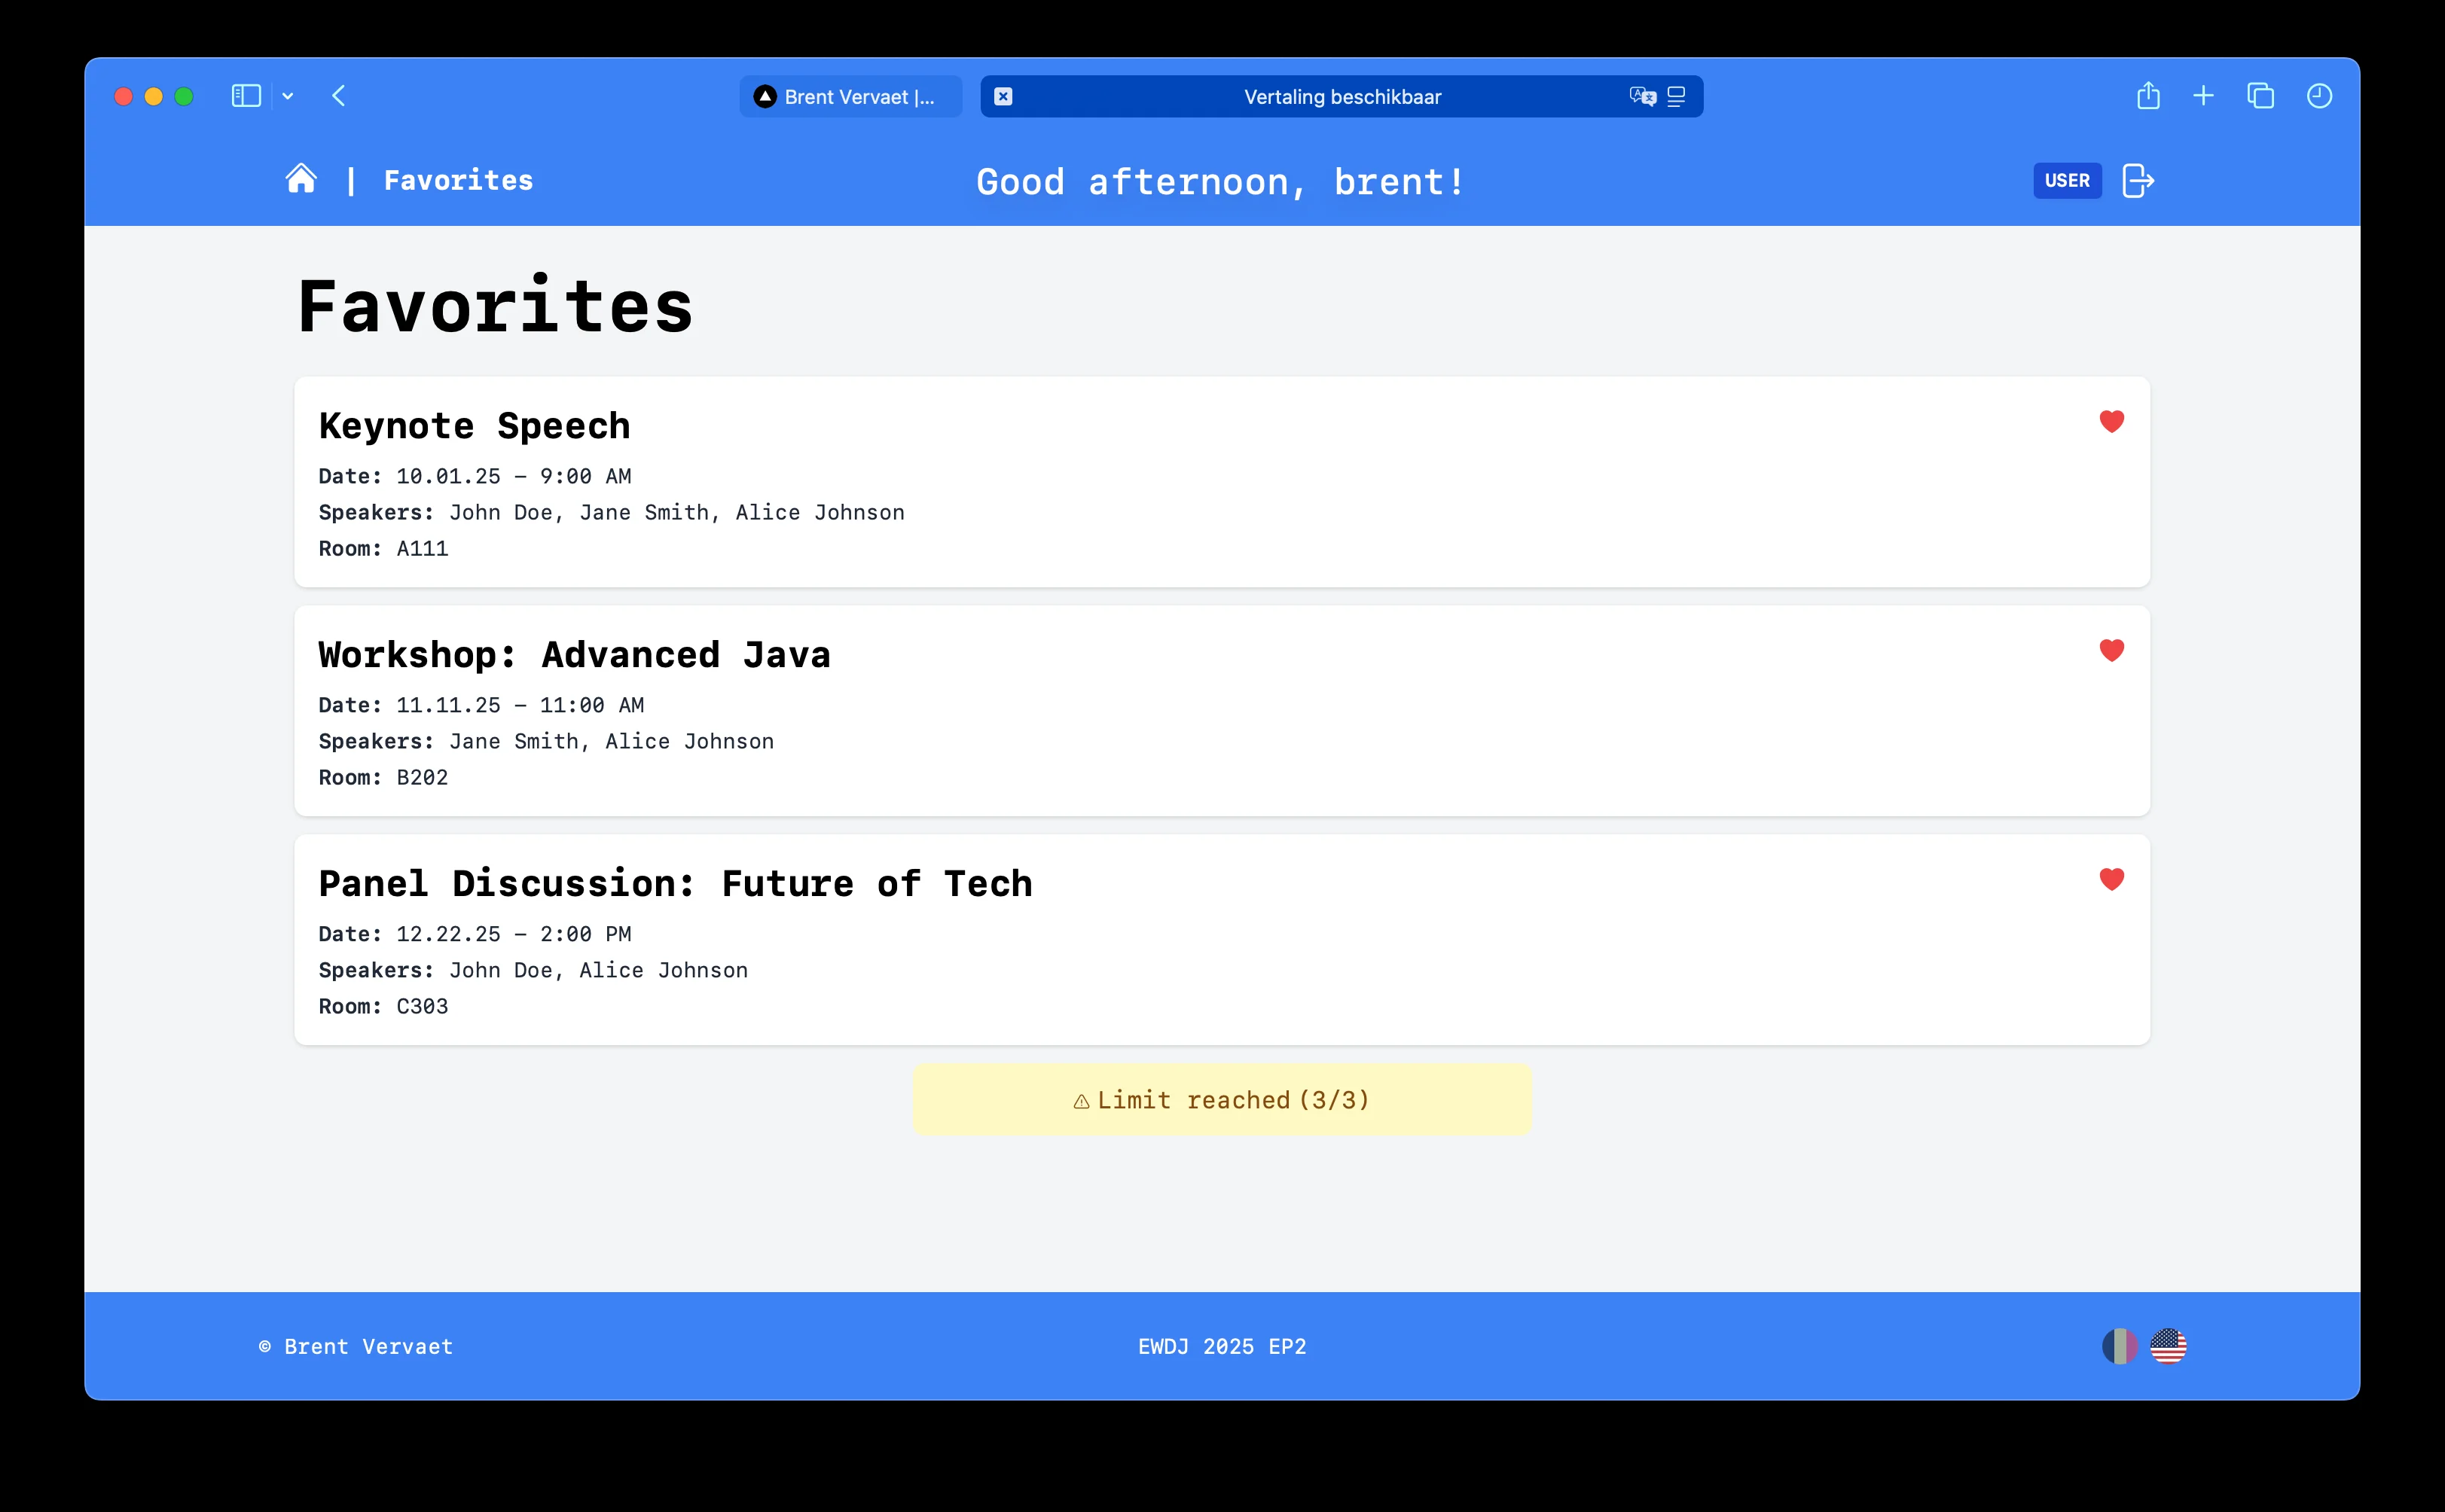 Brent Vervaet |...
Vertaling beschikbaar
| Favorites
Good afternoon, brent!
USER
Favorites
Keynote Speech
Date: 10.01.25 – 9:00 AM
Speakers: John Doe, Jane Smith, Alice Johnson
Room: A111
Workshop: Advanced Java
Date: 11.11.25 – 11:00 AM
Speakers: Jane Smith, Alice Johnson
Room: B202
Panel Discussion: Future of Tech
Date: 12.22.25 – 2:00 PM
Speakers: John Doe, Alice Johnson
Room: C303
⚠ Limit reached (3/3)
© Brent Vervaet
EWDJ 2025 EP2